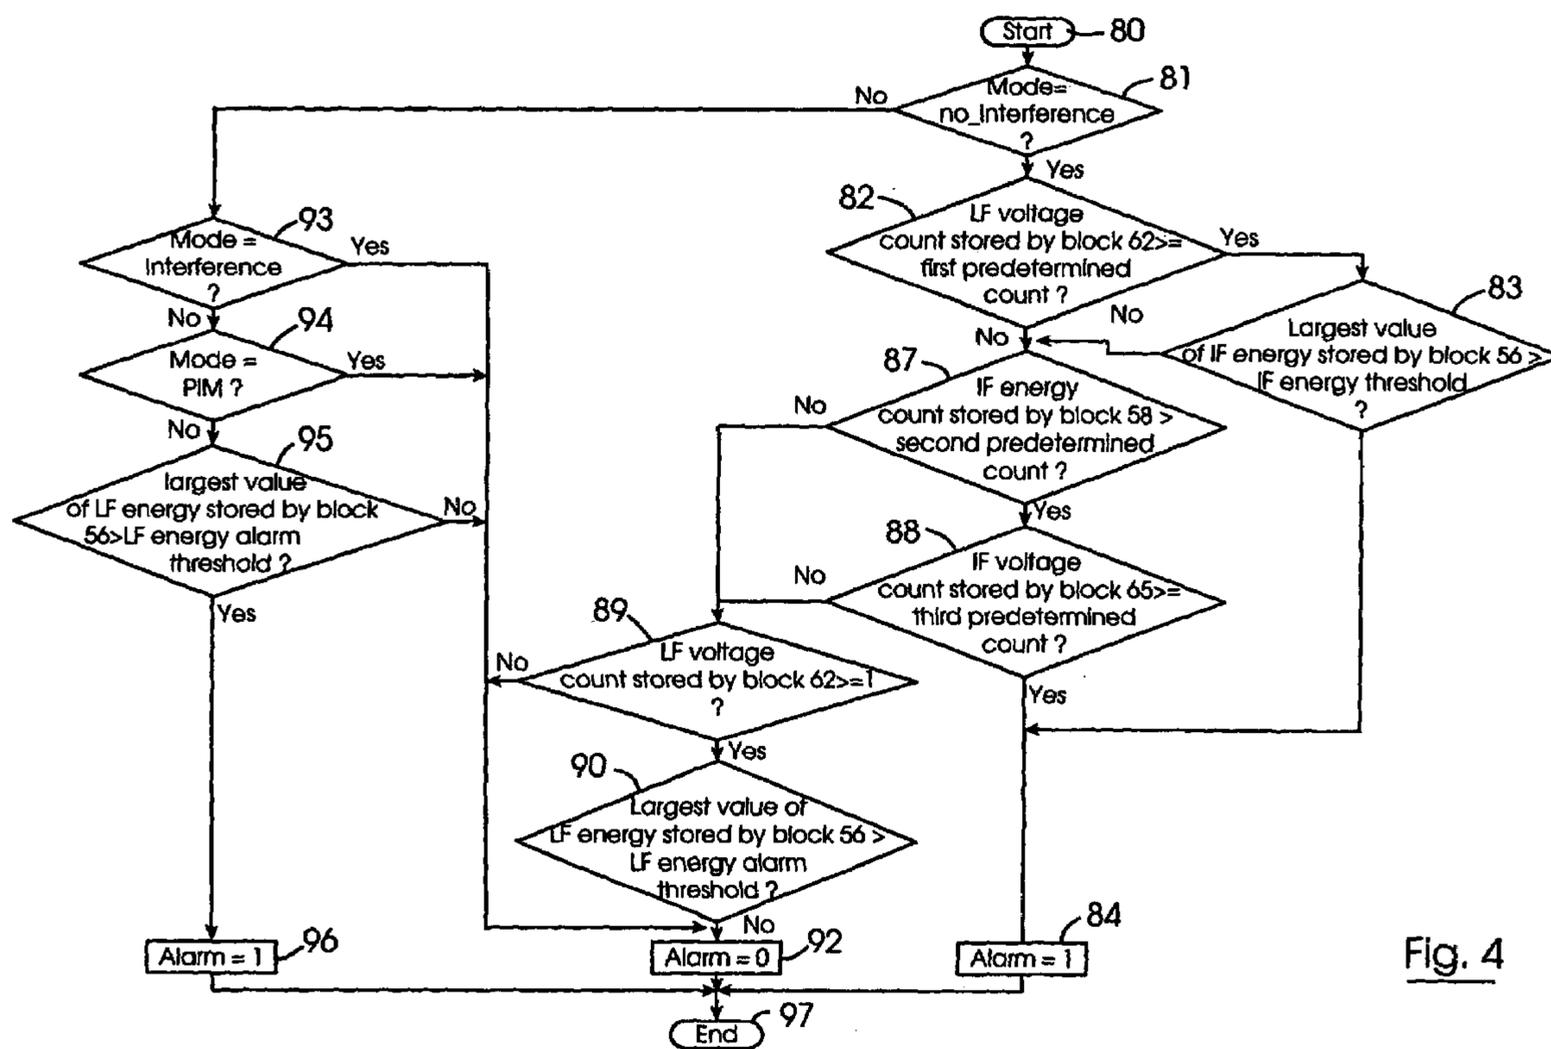 Start
80
Mode=
no_Interference
?
81
No
Yes
82
LF voltage
count stored by block 62>=
first predetermined
count ?
Yes
No
83
Largest value
of IF energy stored by block 56 >
IF energy threshold
?
No
93
Mode =
Interference
?
Yes
No
94
Mode =
PIM ?
Yes
No
95
largest value
of LF energy stored by block
56>LF energy alarm
threshold ?
No
Yes
87
IF energy
count stored by block 58 >
second predetermined
count ?
No
Yes
88
IF voltage
count stored by block 65>=
third predetermined
count ?
No
Yes
89
LF voltage
count stored by block 62>=1
?
No
Yes
90
Largest value of
LF energy stored by block 56 >
LF energy alarm
threshold ?
No
Alarm = 1
96
Alarm = 0
92
Alarm = 1
84
End
97
Fig. 4